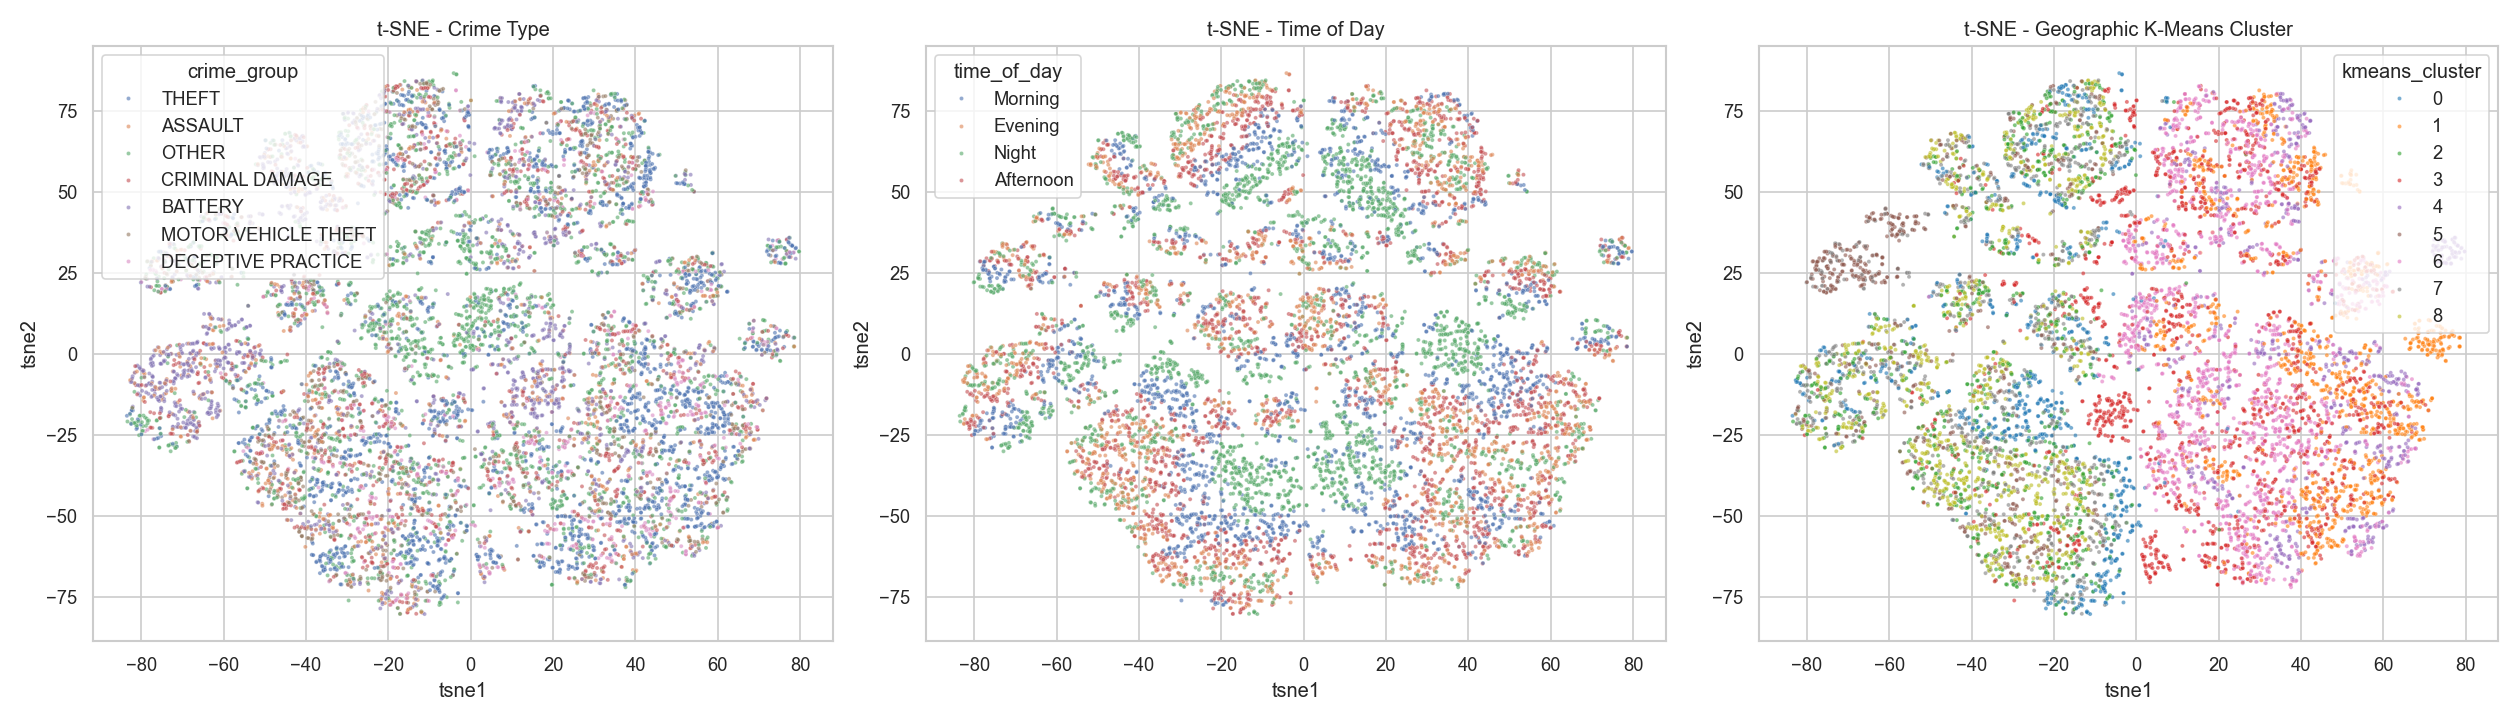 t-SNE - Crime Type
crime_group
THEFT
ASSAULT
OTHER
CRIMINAL DAMAGE
BATTERY
MOTOR VEHICLE THEFT
DECEPTIVE PRACTICE
75
50
25
0
−25
−50
−75
tsne2
−80 −60 −40 −20 0 20 40 60 80
tsne1
t-SNE - Time of Day
time_of_day
Morning
Evening
Night
Afternoon
75
50
25
0
−25
−50
−75
tsne2
−80 −60 −40 −20 0 20 40 60 80
tsne1
t-SNE - Geographic K-Means Cluster
kmeans_cluster
0
1
2
3
4
5
6
7
8
75
50
25
0
−25
−50
−75
tsne2
−80 −60 −40 −20 0 20 40 60 80
tsne1